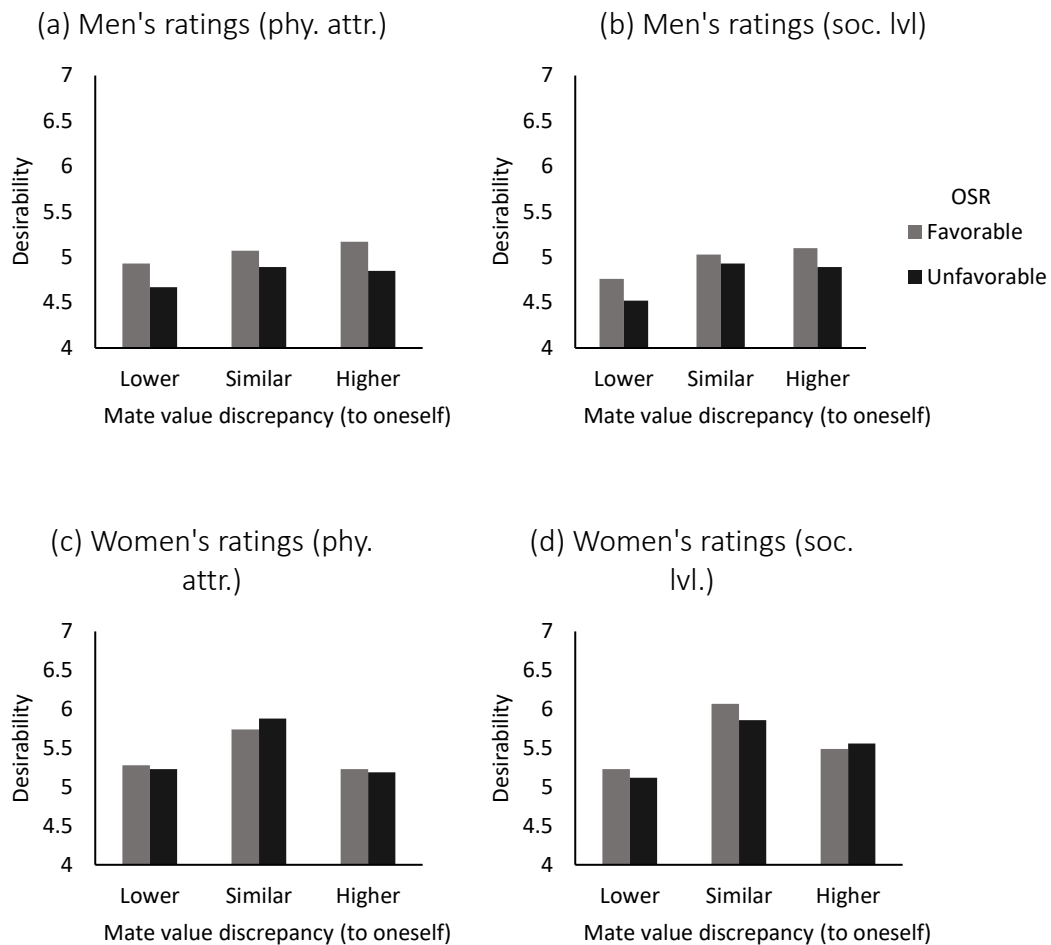 (a) Men's ratings (phy. attr.)
7
6.5
6
5.5
5
4.5
4
Desirability
Lower Similar Higher
Mate value discrepancy (to oneself)
(b) Men's ratings (soc. lvl)
7
6.5
6
5.5
5
4.5
4
Desirability
Lower Similar Higher
Mate value discrepancy (to oneself)
OSR
Favorable
Unfavorable
(c) Women's ratings (phy.
attr.)
7
6.5
6
5.5
5
4.5
4
Desirability
Lower Similar Higher
Mate value discrepancy (to oneself)
(d) Women's ratings (soc.
lvl.)
7
6.5
6
5.5
5
4.5
4
Desirability
Lower Similar Higher
Mate value discrepancy (to oneself)